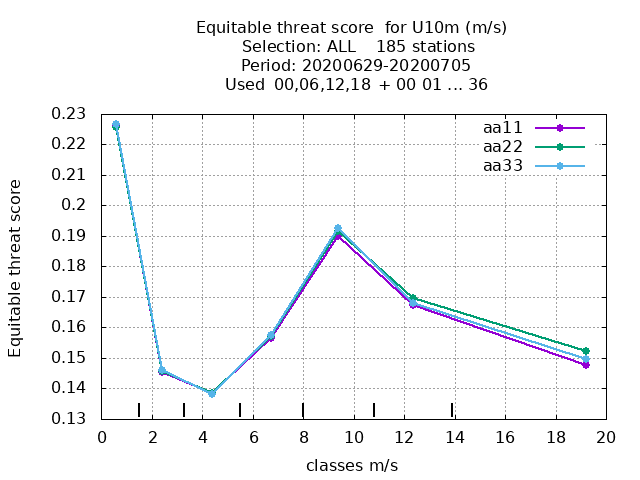 Equitable threat score  for U10m (m/s)
Selection: ALL    185 stations
Period: 20200629-20200705
Used  00,06,12,18  + 00 01 ... 36
0.23
0.22
0.21
0.2
0.19
0.18
0.17
0.16
0.15
0.14
0.13
Equitable threat score
aa11
aa22
aa33
0 2 4 6 8 10 12 14 16 18 20
classes m/s